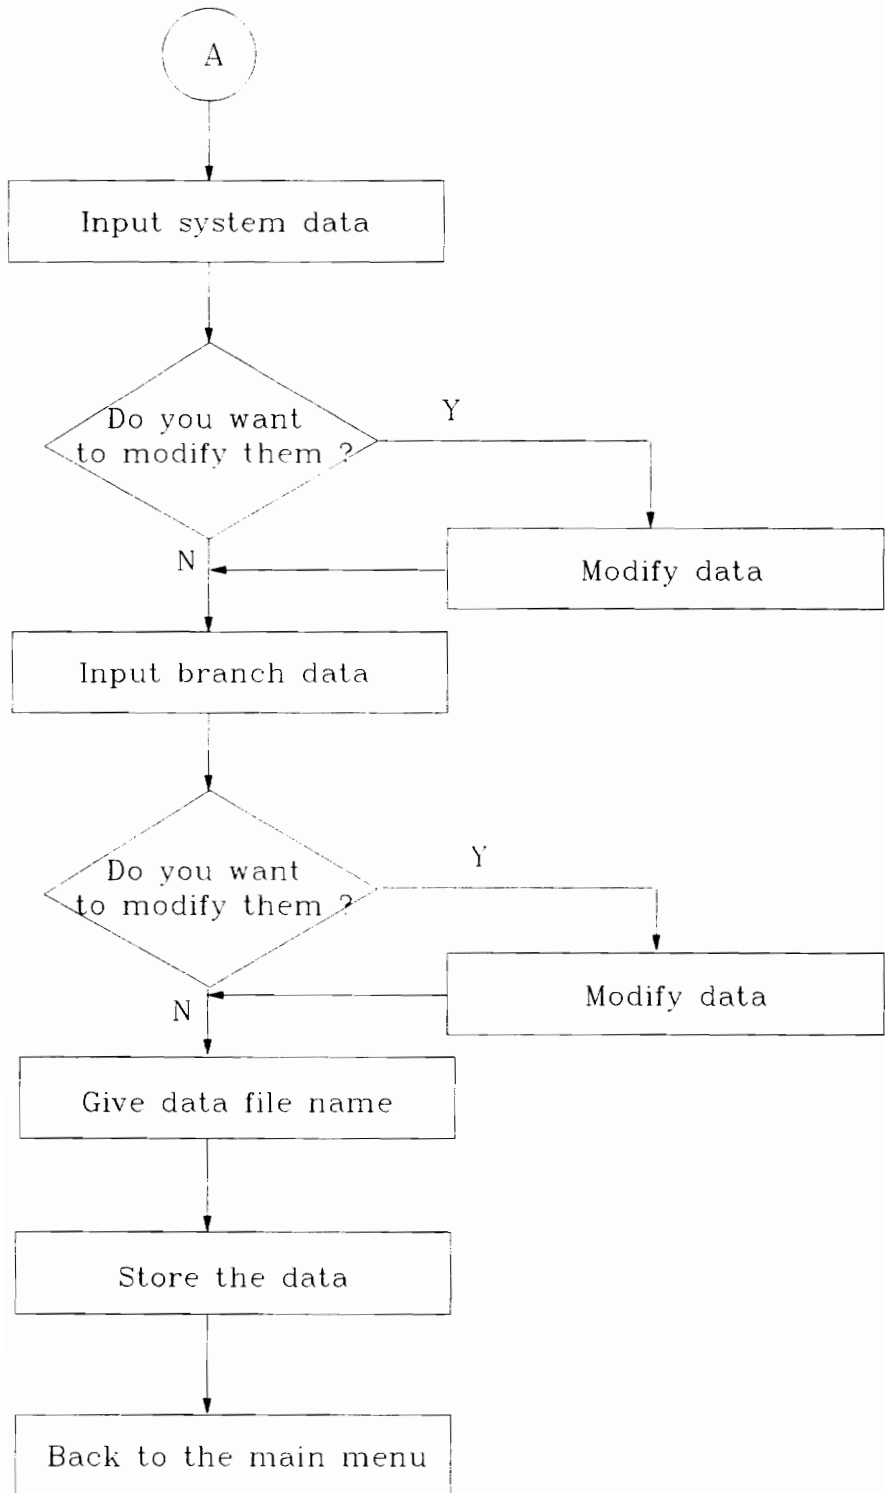 A
Input system data
Do you want
to modify them ?
Y
N
Modify data
Input branch data
Do you want
to modify them ?
Y
N
Modify data
Give data file name
Store the data
Back to the main menu